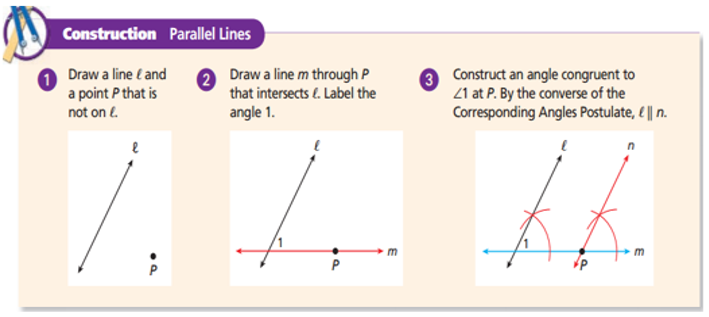 Construction Parallel Lines
1
Draw a line ℓ and
a point P that is
not on ℓ.
ℓ
P
2
Draw a line m through P
that intersects ℓ. Label the
angle 1.
ℓ
1
m
P
3
Construct an angle congruent to
∠1 at P. By the converse of the
Corresponding Angles Postulate, ℓ || n.
ℓ
n
1
m
P